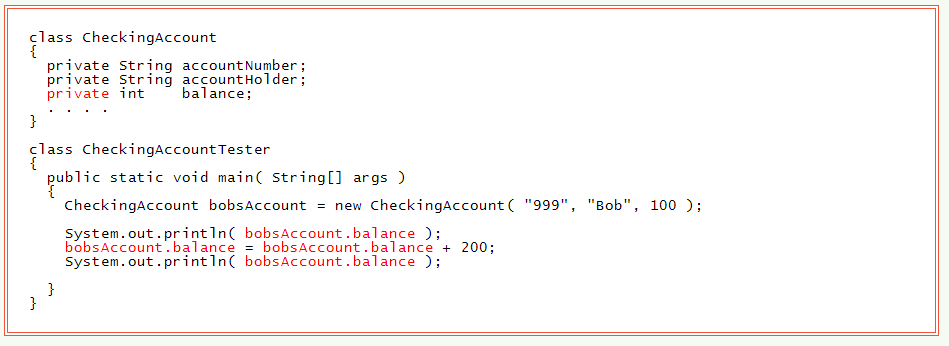 class CheckingAccount
{
  private String accountNumber;
  private String accountHolder;
  private int    balance;
  . . . .
}
class CheckingAccountTester
{
  public static void main( String[] args )
  {
    CheckingAccount bobsAccount = new CheckingAccount( "999", "Bob", 100 );
    System.out.println( bobsAccount.balance );
    bobsAccount.balance = bobsAccount.balance + 200;
    System.out.println( bobsAccount.balance );
  }
}